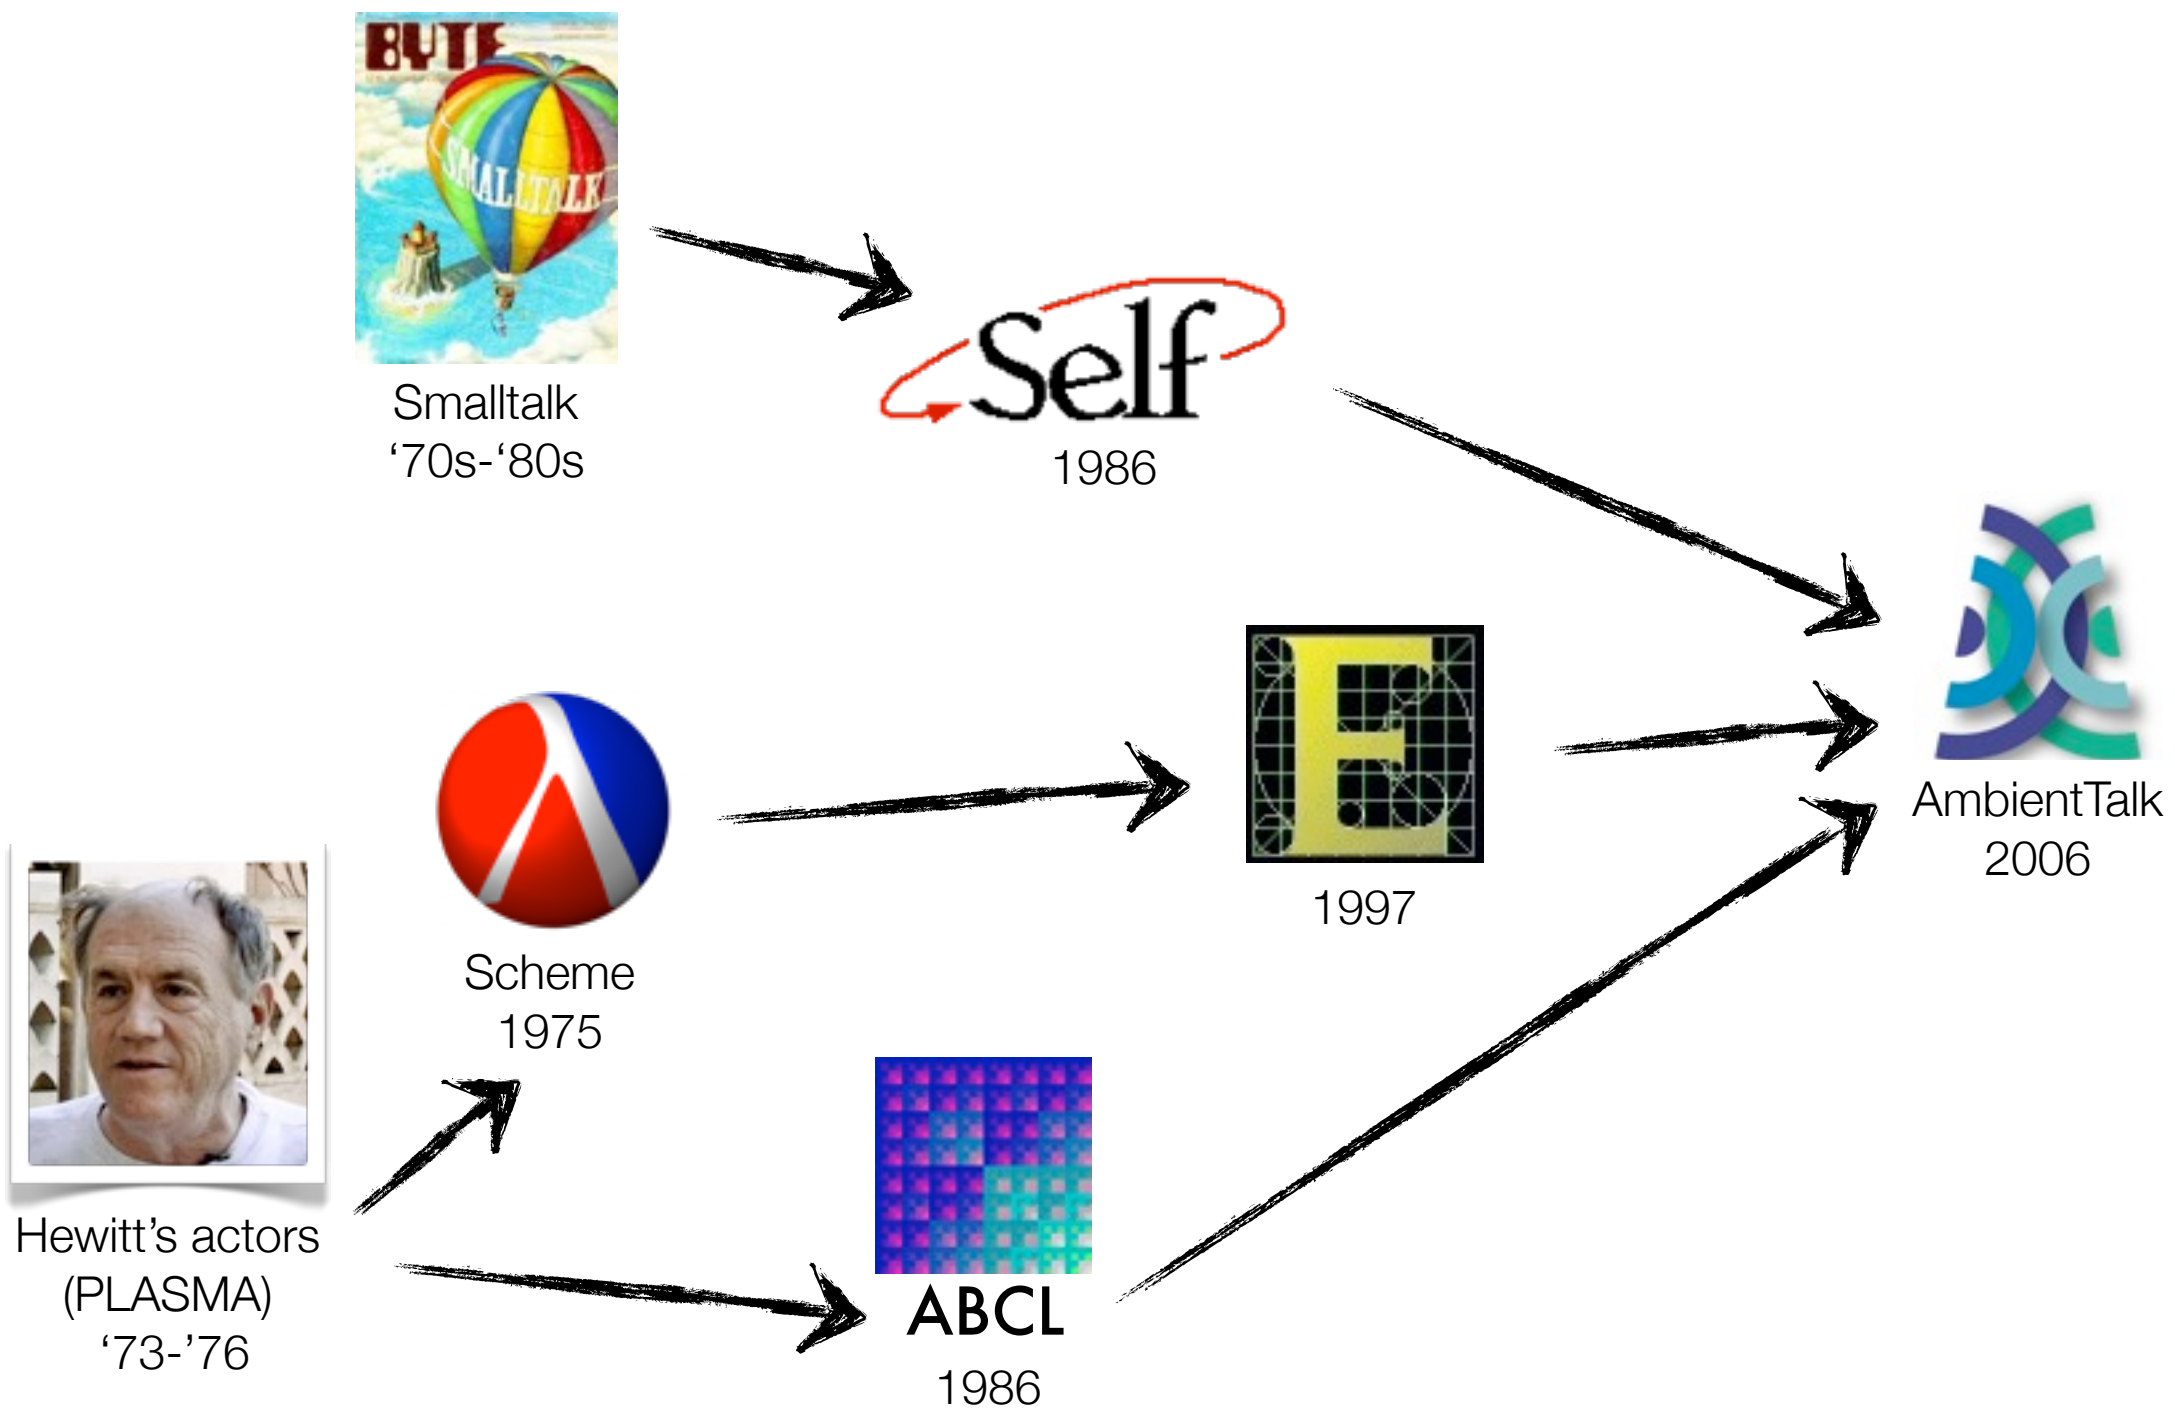 BYTE
SMALLTALK
Smalltalk
‘70s-‘80s
Self
1986
E
1997
AmbientTalk
2006
Scheme
1975
Hewitt’s actors
(PLASMA)
‘73-’76
ABCL
1986